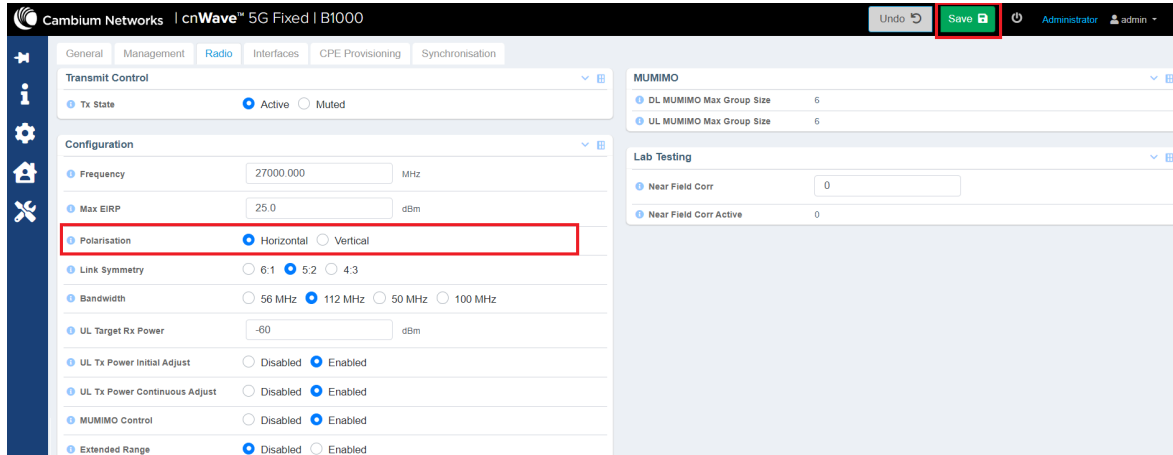 Cambium Networks | cnWave™ 5G Fixed | B1000
Undo Save Administrator admin
General Management Radio Interfaces CPE Provisioning Synchronisation
Transmit Control
Tx State Active Muted
Configuration
Frequency 27000.000 MHz
Max EIRP 25.0 dBm
Polarisation Horizontal Vertical
Link Symmetry 6:1 5:2 4:3
Bandwidth 56 MHz 112 MHz 50 MHz 100 MHz
UL Target Rx Power -60 dBm
UL Tx Power Initial Adjust Disabled Enabled
UL Tx Power Continuous Adjust Disabled Enabled
MUMIMO Control Disabled Enabled
Extended Range Disabled Enabled
MUMIMO
DL MUMIMO Max Group Size 6
UL MUMIMO Max Group Size 6
Lab Testing
Near Field Corr 0
Near Field Corr Active 0